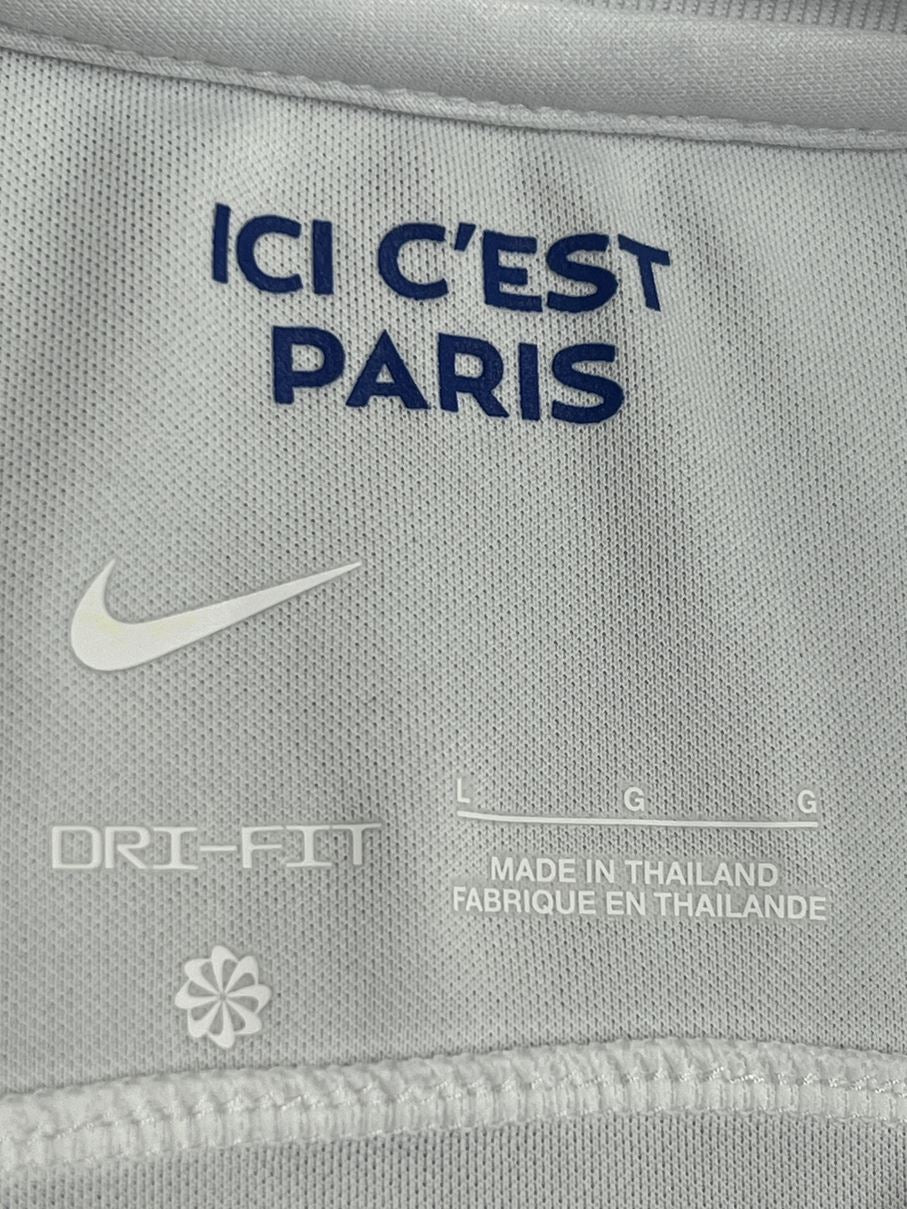 ICI C'EST
PARIS
DRI-FIT
L G G
MADE IN THAILAND
FABRIQUE EN THAILANDE